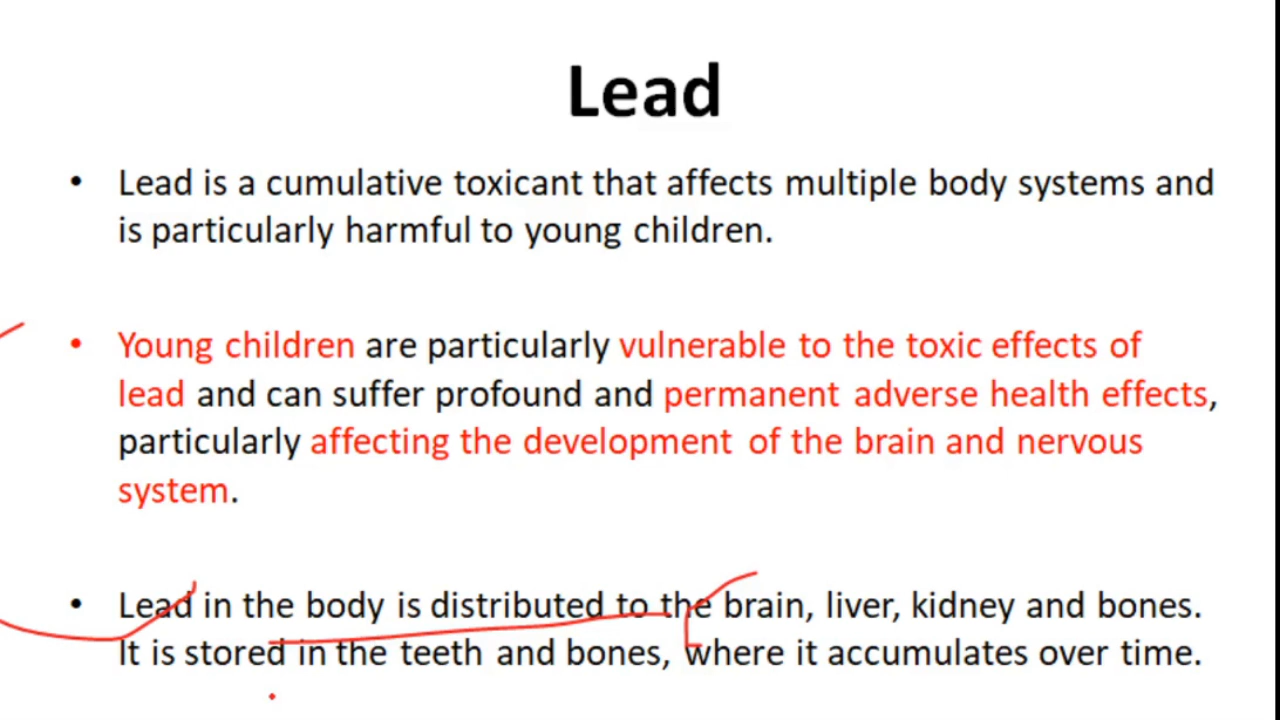 Lead
• Lead is a cumulative toxicant that affects multiple body systems and
is particularly harmful to young children.
• Young children are particularly vulnerable to the toxic effects of
lead and can suffer profound and permanent adverse health effects,
particularly affecting the development of the brain and nervous
system.
• Lead in the body is distributed to the brain, liver, kidney and bones.
It is stored in the teeth and bones, where it accumulates over time.